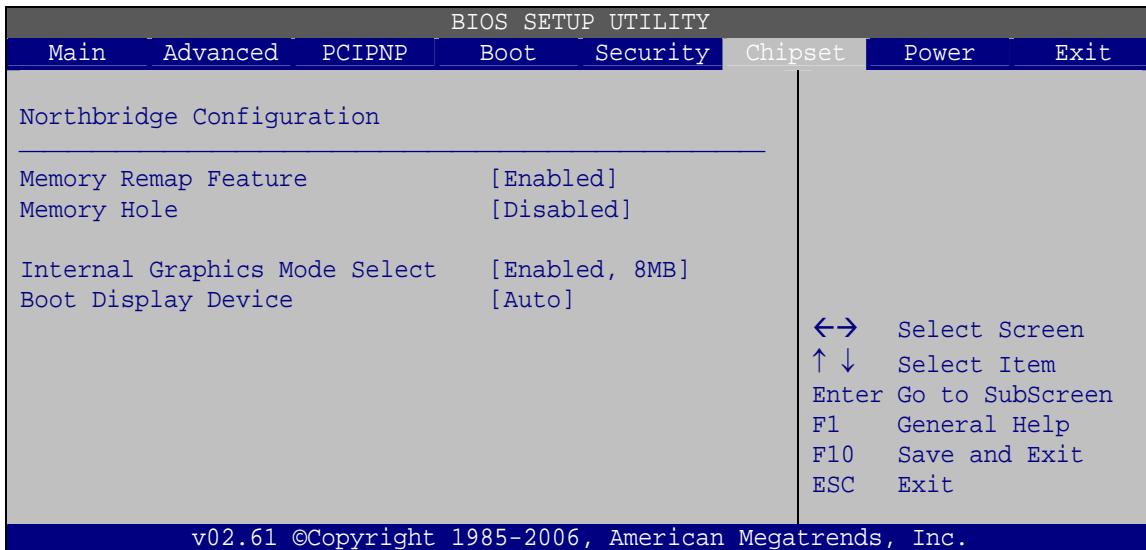 BIOS SETUP UTILITY
Main Advanced PCIPNP Boot Security Chipset Power Exit
Northbridge Configuration
Memory Remap Feature [Enabled]
Memory Hole [Disabled]
Internal Graphics Mode Select [Enabled, 8MB]
Boot Display Device [Auto]
←→ Select Screen
↑ ↓ Select Item
Enter Go to SubScreen
F1 General Help
F10 Save and Exit
ESC Exit
v02.61 ©Copyright 1985-2006, American Megatrends, Inc.